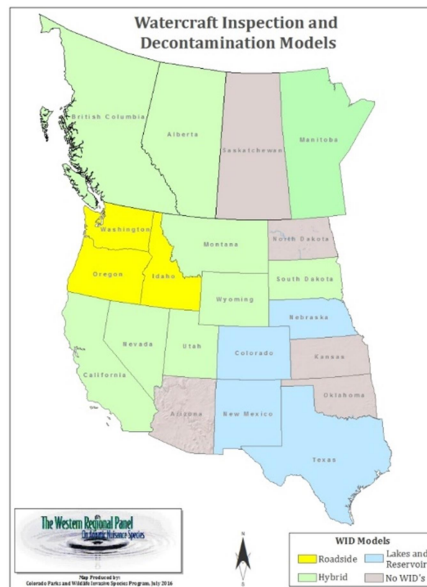 Watercraft Inspection and
Decontamination Models
British Columbia
Alberta
Saskatchewan
Manitoba
Washington
Montana
North Dakota
Oregon
Idaho
South Dakota
Wyoming
Nebraska
Nevada
Utah
Colorado
Kansas
California
Oklahoma
Arizona
New Mexico
Texas
The Western Regional Panel
On Aquatic Nuisance Species
Map Produced by:
Colorado Parks and Wildlife Invasive Species Program, July 2016
N
WID Models
Roadside
Lakes and
Reservoir
Hybrid
No WID's